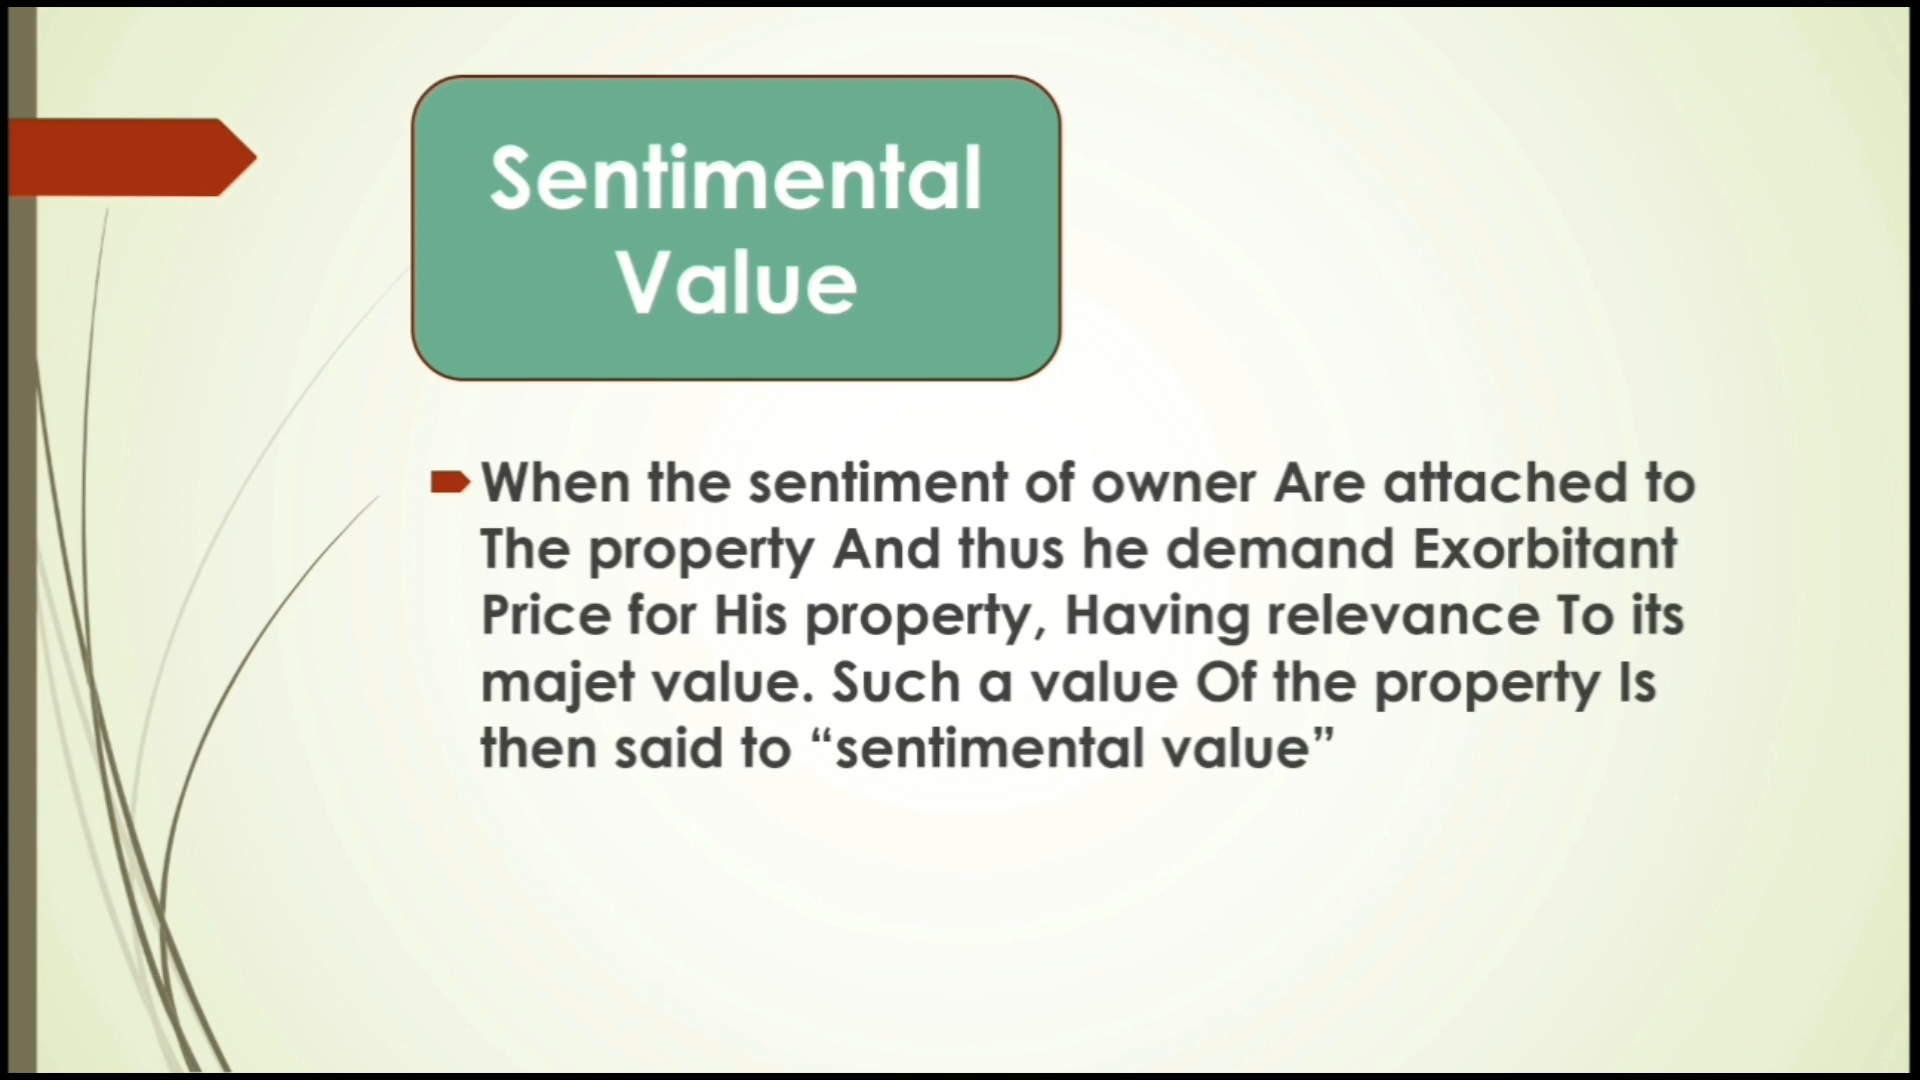 Sentimental
Value
When the sentiment of owner Are attached to
The property And thus he demand Exorbitant
Price for His property, Having relevance To its
majet value. Such a value Of the property Is
then said to “sentimental value”